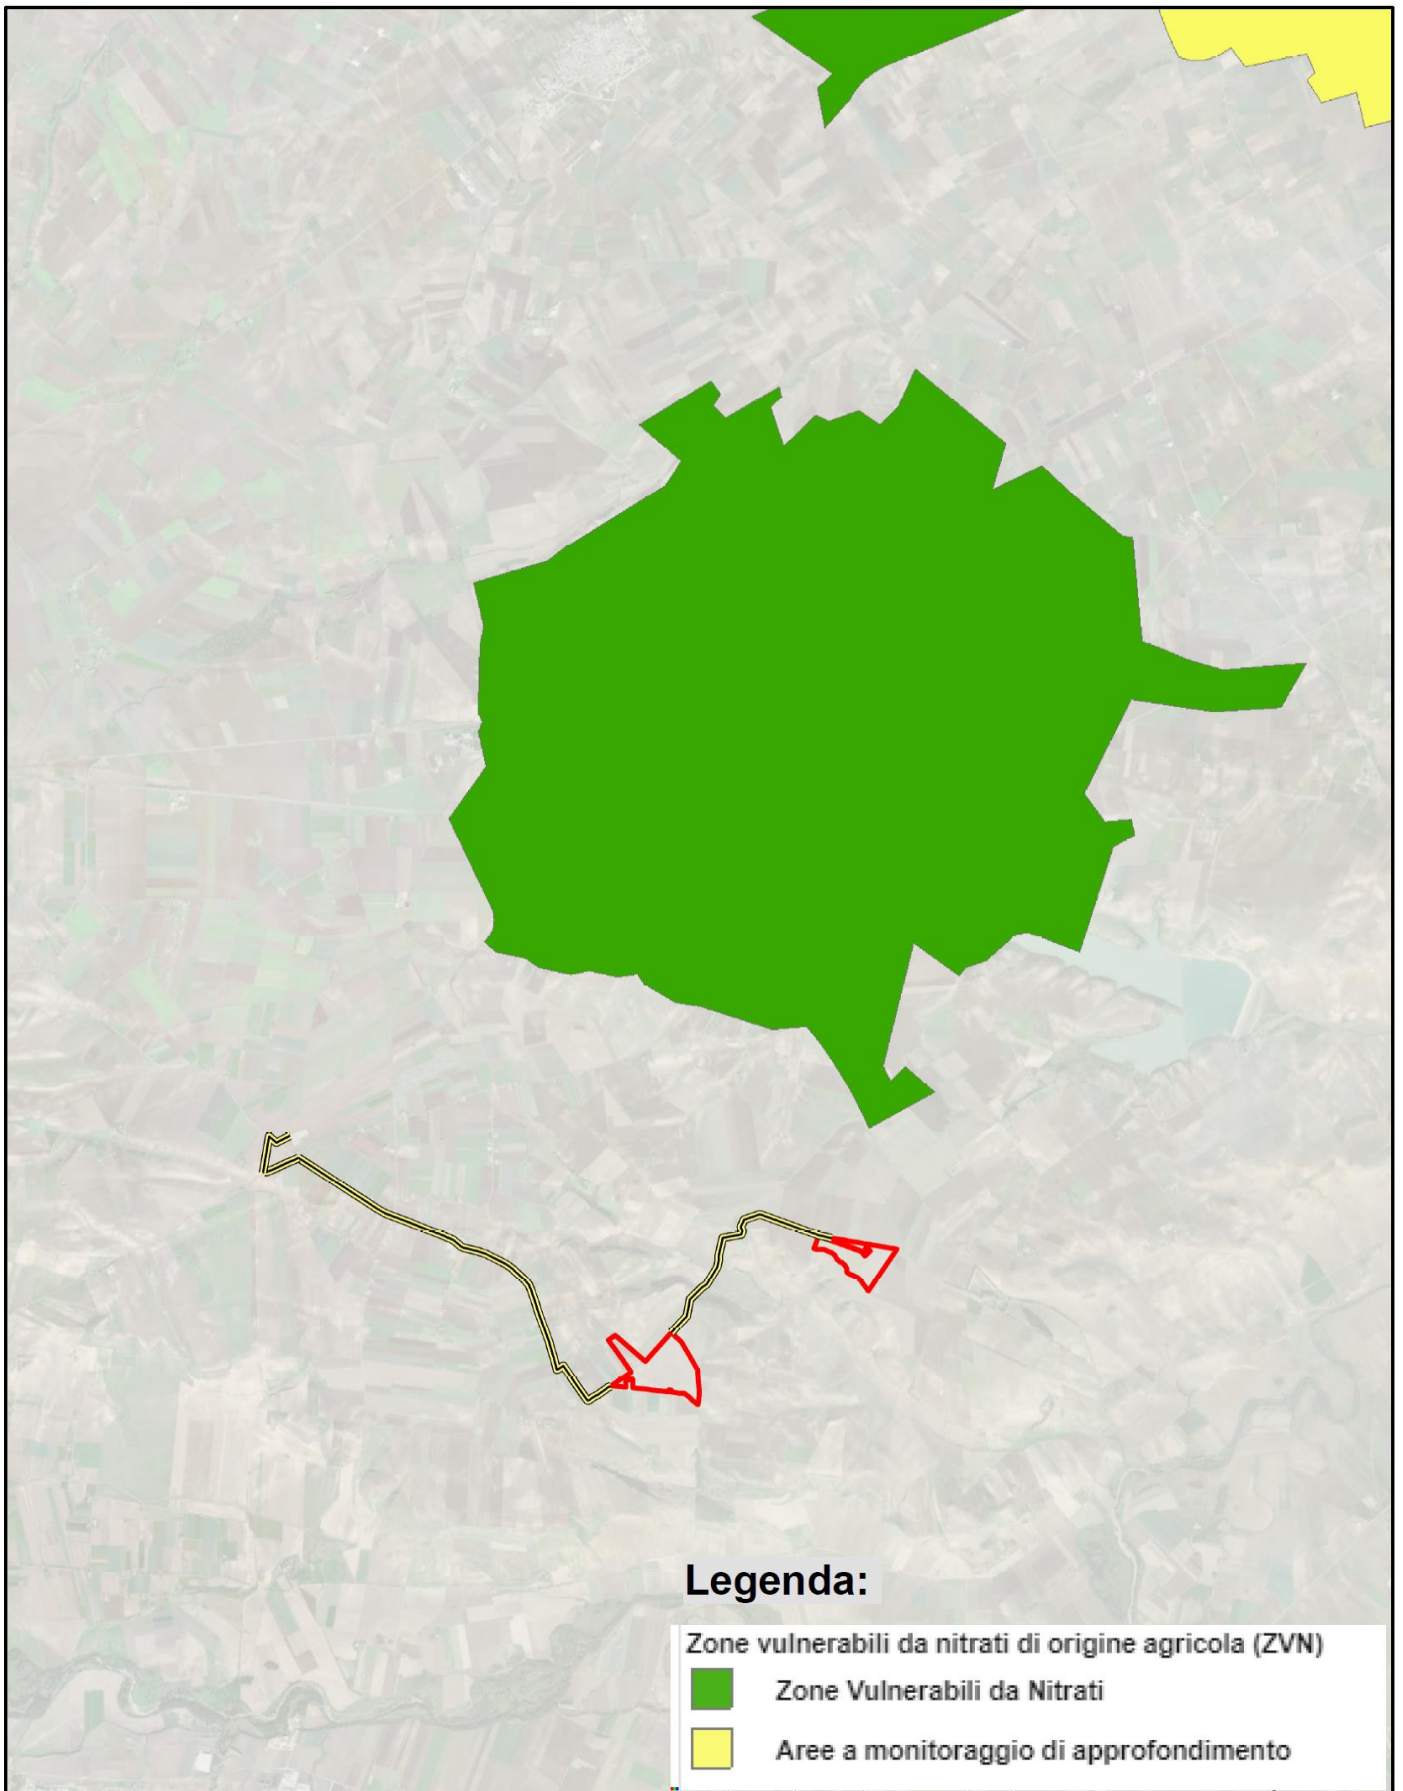 Legenda:
Zone vulnerabili da nitrati di origine agricola (ZVN)
Zone Vulnerabili da Nitrati
Aree a monitoraggio di approfondimento